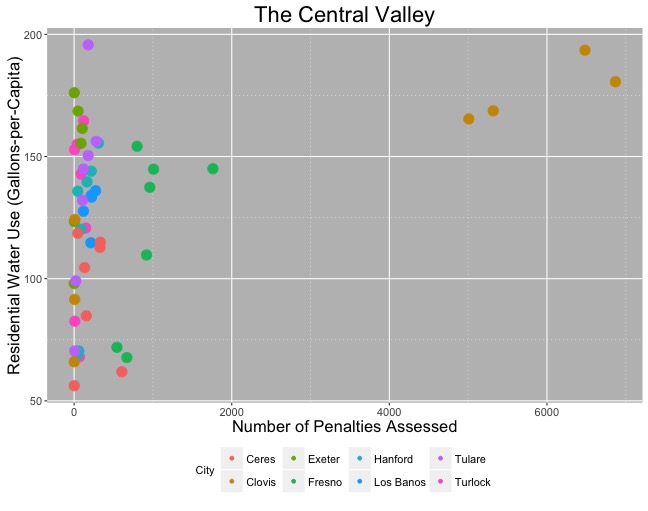 The Central Valley
Residential Water Use (Gallons-per-Capita)
200
150
100
50
0 2000 4000 6000
Number of Penalties Assessed
City
Ceres Exeter Hanford Tulare
Clovis Fresno Los Banos Turlock